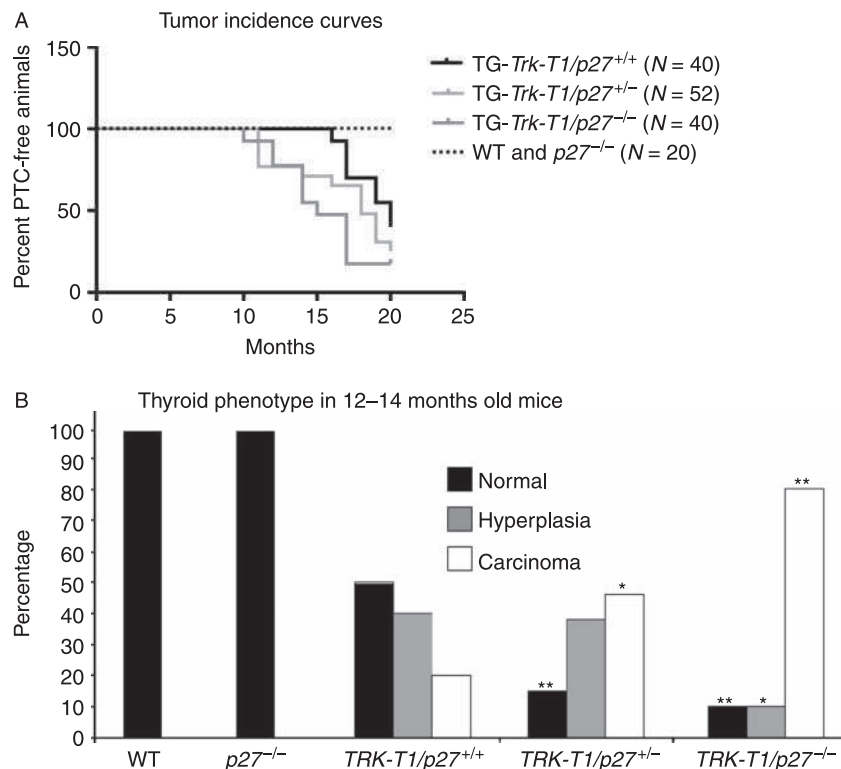 A
Tumor incidence curves
150
100
50
0
Percent PTC-free animals
0 5 10 15 20 25
Months
TG-Trk-T1/p27+/+ (N = 40)
TG-Trk-T1/p27+/− (N = 52)
TG-Trk-T1/p27−/− (N = 40)
WT and p27−/− (N = 20)
B
Thyroid phenotype in 12–14 months old mice
100
90
80
70
60
50
40
30
20
10
Percentage
Normal
Hyperplasia
Carcinoma
**
*
**
*
**
WT p27−/− TRK-T1/p27+/+ TRK-T1/p27+/− TRK-T1/p27−/−